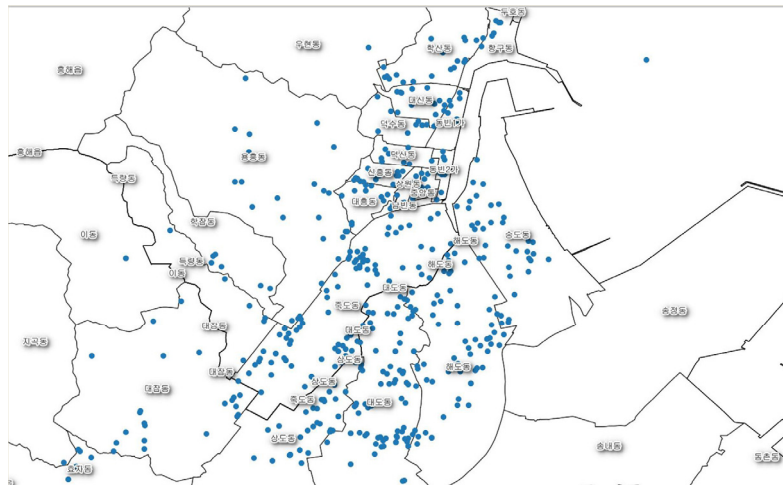 두호동
우현동
학산동
항구동
흥해읍
대신동
덕수동
동빈1가
흥해읍
용흥동
덕산동
동빈2가
득량동
신흥동
상원동
중앙동
대흥동
남빈동
학잠동
이동
해도동
송도동
득량동
해도동
이동
대도동
죽도동
송정동
대잠동
대도동
지곡동
상도동
해도동
대잠동
상도동
대잠동
죽도동
대도동
상도동
송내동
동촌동
효자동